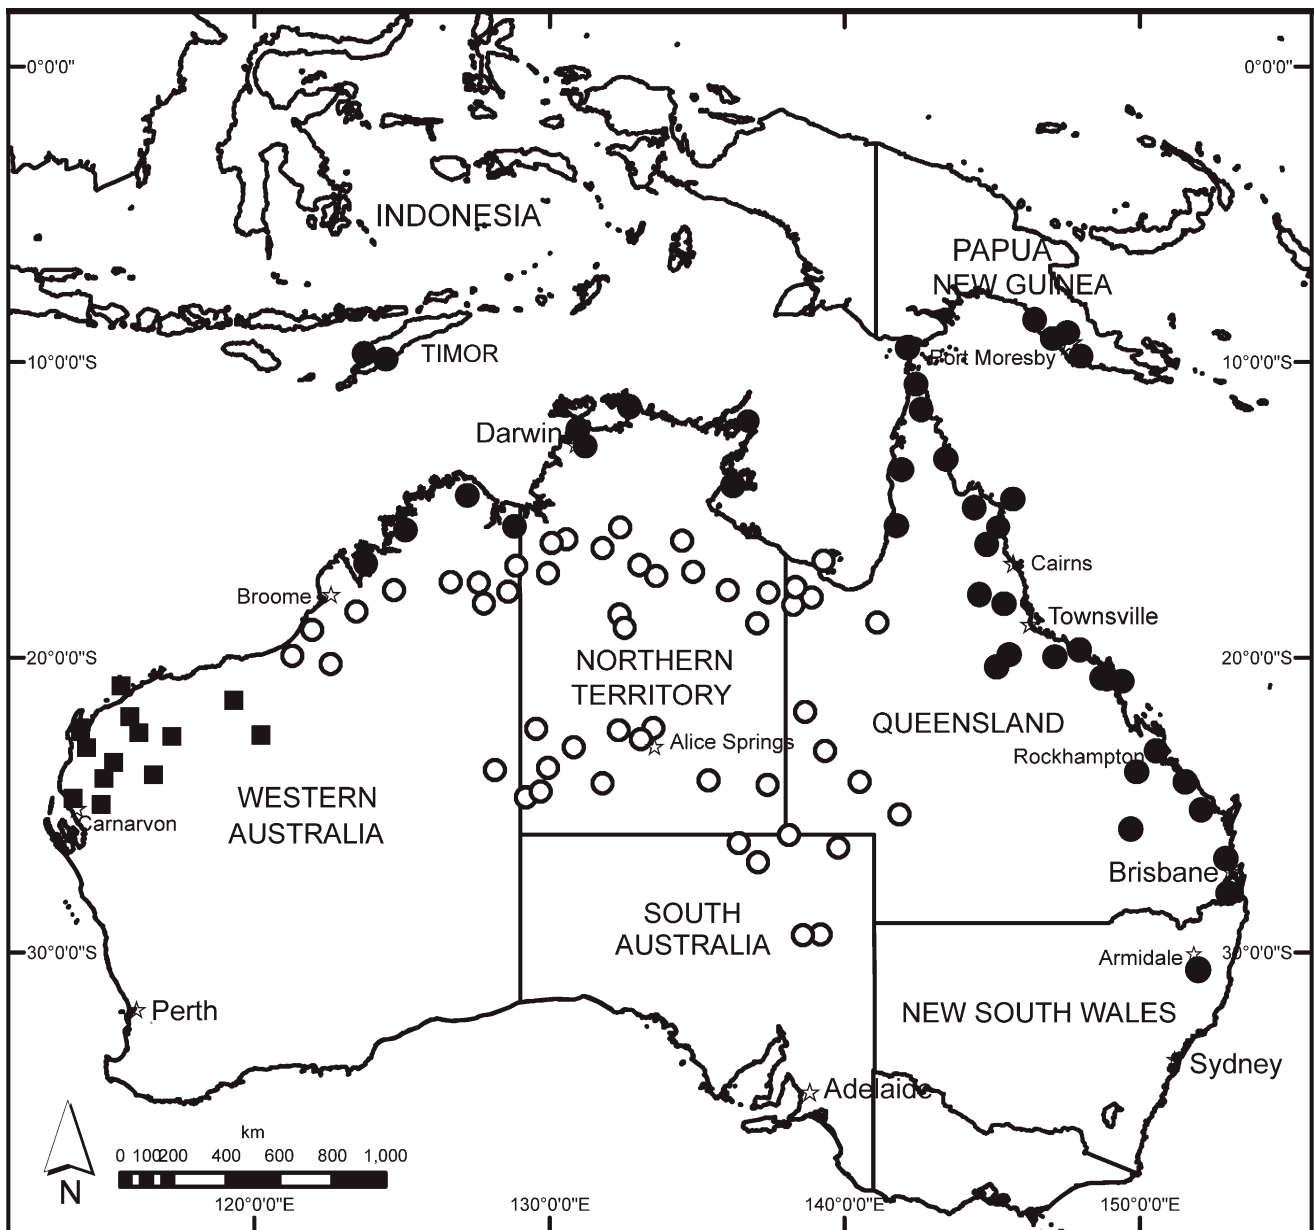 0°0'0"
0°0'0"
INDONESIA
PAPUA
NEW GUINEA
TIMOR
Port Moresby
10°0'0"S
10°0'0"S
Darwin
Cairns
Broome
Townsville
20°0'0"S
20°0'0"S
NORTHERN
TERRITORY
QUEENSLAND
Alice Springs
Rockhampton
WESTERN
AUSTRALIA
Carnarvon
Brisbane
SOUTH
AUSTRALIA
30°0'0"S
Armidale
30°0'0"S
NEW SOUTH WALES
Perth
Sydney
Adelaide
km
0 100 200 400 600 800 1,000
N
120°0'0"E
130°0'0"E
140°0'0"E
150°0'0"E